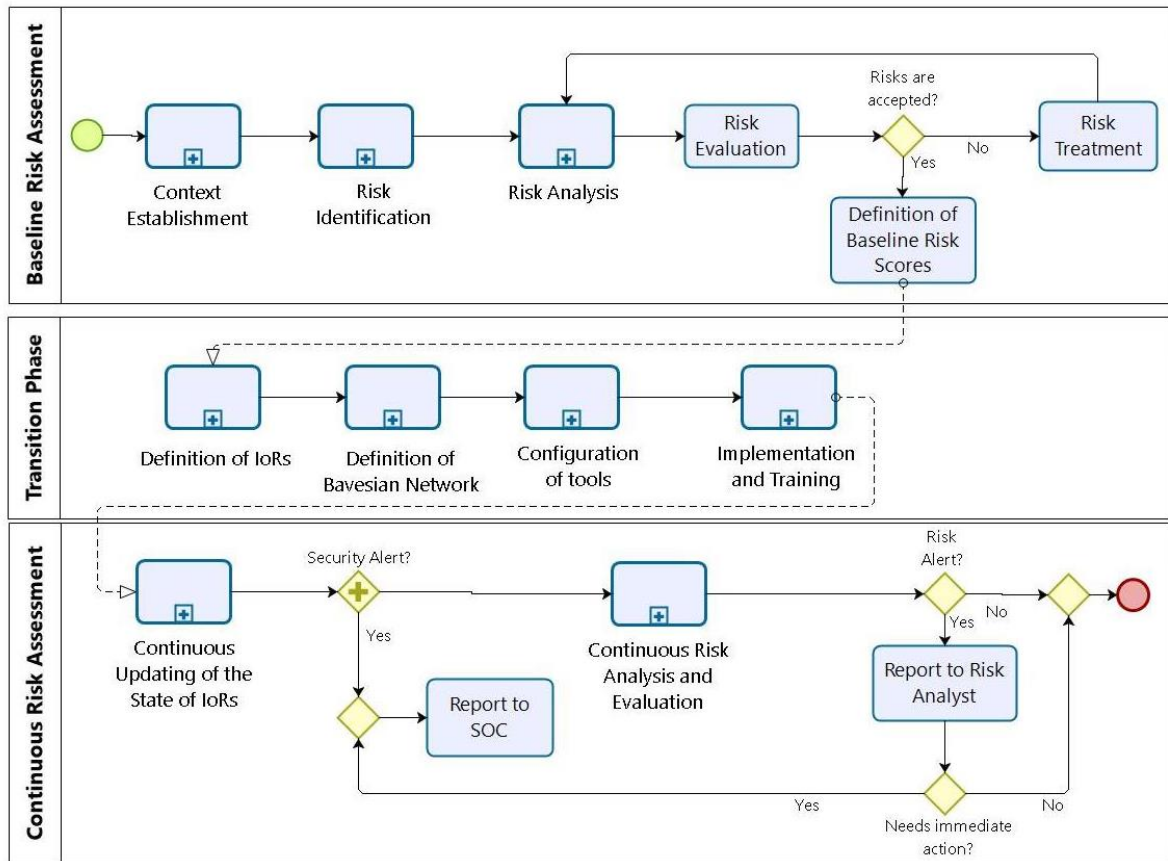 Baseline Risk Assessment
Risks are
accepted?
Risk
Evaluation
Risk
Treatment
No
Yes
Context
Establishment
Risk
Identification
Risk Analysis
Definition of
Baseline Risk
Scores
Transition Phase
Definition of IoRs
Definition of
Bavesian Network
Configuration
of tools
Implementation
and Training
Continuous Risk Assessment
Security Alert?
Risk
Alert?
No
Yes
Yes
Continuous
Updating of the
State of IoRs
Continuous Risk
Analysis and
Evaluation
Report to Risk
Analyst
Report to
SOC
Yes
No
Needs immediate
action?